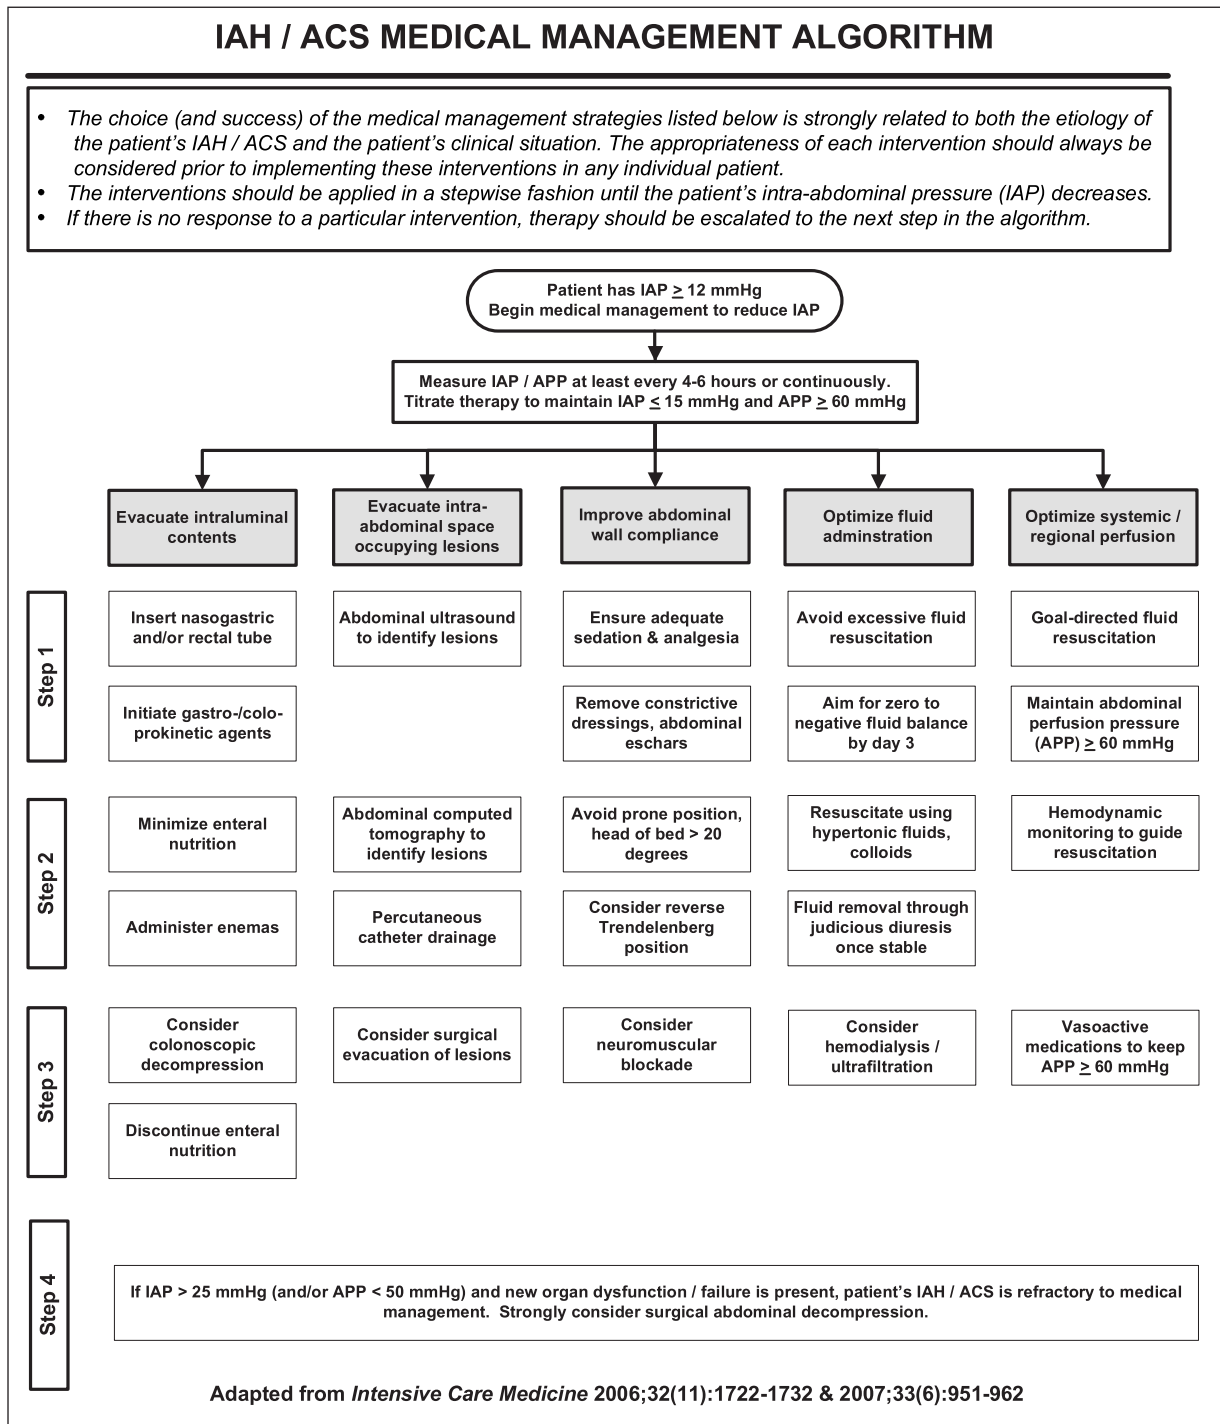 IAH / ACS MEDICAL MANAGEMENT ALGORITHM
• The choice (and success) of the medical management strategies listed below is strongly related to both the etiology of
the patient's IAH / ACS and the patient's clinical situation. The appropriateness of each intervention should always be
considered prior to implementing these interventions in any individual patient.
• The interventions should be applied in a stepwise fashion until the patient's intra-abdominal pressure (IAP) decreases.
• If there is no response to a particular intervention, therapy should be escalated to the next step in the algorithm.
Patient has IAP ≥ 12 mmHg
Begin medical management to reduce IAP
Measure IAP / APP at least every 4-6 hours or continuously.
Titrate therapy to maintain IAP ≤ 15 mmHg and APP ≥ 60 mmHg
Evacuate intraluminal
contents
Evacuate intra-
abdominal space
occupying lesions
Improve abdominal
wall compliance
Optimize fluid
adminstration
Optimize systemic /
regional perfusion
Step 1
Insert nasogastric
and/or rectal tube
Abdominal ultrasound
to identify lesions
Ensure adequate
sedation & analgesia
Avoid excessive fluid
resuscitation
Goal-directed fluid
resuscitation
Initiate gastro-/colo-
prokinetic agents
Remove constrictive
dressings, abdominal
eschars
Aim for zero to
negative fluid balance
by day 3
Maintain abdominal
perfusion pressure
(APP) ≥ 60 mmHg
Step 2
Minimize enteral
nutrition
Abdominal computed
tomography to
identify lesions
Avoid prone position,
head of bed > 20
degrees
Resuscitate using
hypertonic fluids,
colloids
Hemodynamic
monitoring to guide
resuscitation
Administer enemas
Percutaneous
catheter drainage
Consider reverse
Trendelenberg
position
Fluid removal through
judicious diuresis
once stable
Step 3
Consider
colonoscopic
decompression
Consider surgical
evacuation of lesions
Consider
neuromuscular
blockade
Consider
hemodialysis /
ultrafiltration
Vasoactive
medications to keep
APP ≥ 60 mmHg
Discontinue enteral
nutrition
Step 4
If IAP > 25 mmHg (and/or APP < 50 mmHg) and new organ dysfunction / failure is present, patient's IAH / ACS is refractory to medical
management. Strongly consider surgical abdominal decompression.
Adapted from Intensive Care Medicine 2006;32(11):1722-1732 & 2007;33(6):951-962